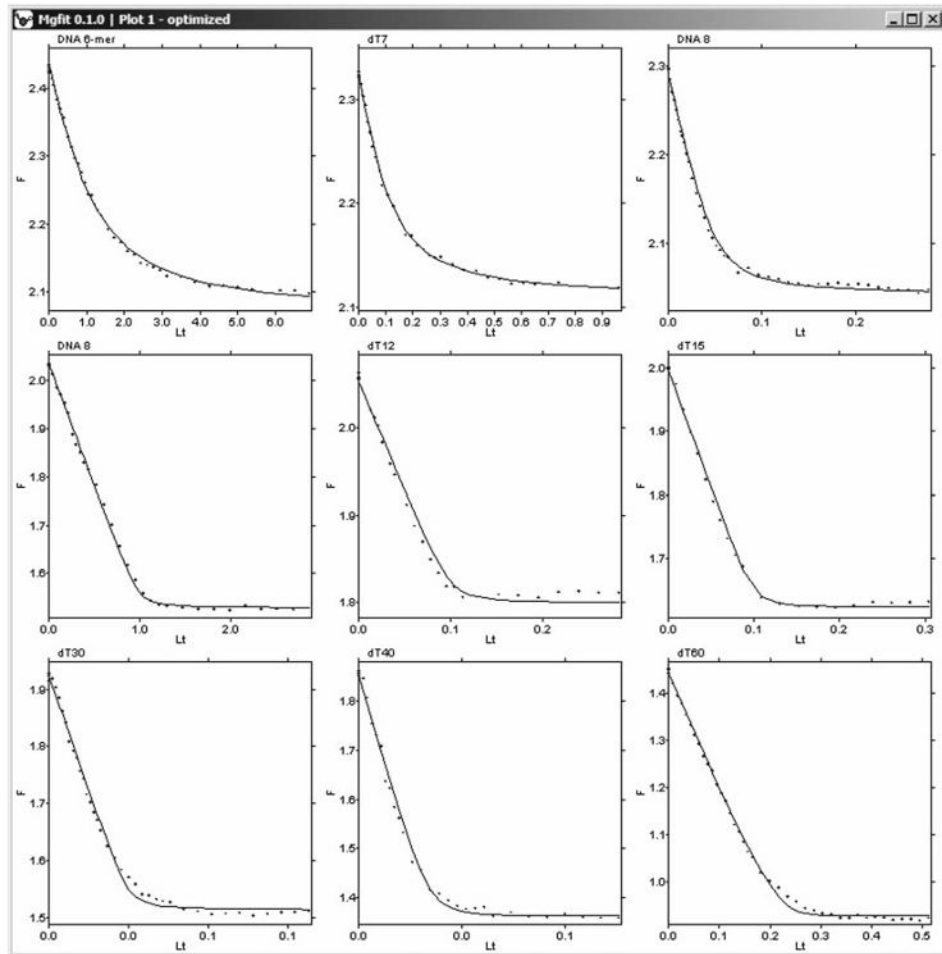 Mgfit 0.1.0 | Plot 1 - optimized
DNA 6-mer
2.4
2.3
2.2
2.1
F
0.0 1.0 2.0 3.0 4.0 5.0 6.0
Lt
dT7
2.3
2.2
2.1
F
0.0 0.1 0.2 0.3 0.4 0.5 0.6 0.7 0.8 0.9
Lt
DNA 8
2.3
2.2
2.1
F
0.0 0.1 0.2
Lt
DNA 8
2.0
1.9
1.8
1.7
1.6
F
0.0 1.0 2.0
Lt
dT12
2.0
1.9
1.8
F
0.0 0.1 0.2
Lt
dT15
2.0
1.9
1.8
1.7
F
0.0 0.1 0.2 0.3
Lt
dT30
1.9
1.8
1.7
1.6
1.5
F
0.0 0.0 0.1 0.1
Lt
dT40
1.8
1.7
1.6
1.5
1.4
F
0.0 0.0 0.1
Lt
dT60
1.4
1.3
1.2
1.1
1.0
F
0.0 0.1 0.2 0.3 0.4 0.5
Lt